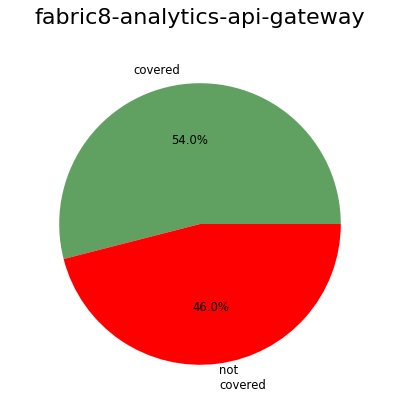 fabric8-analytics-api-gateway
covered
54.0%
46.0%
not
covered